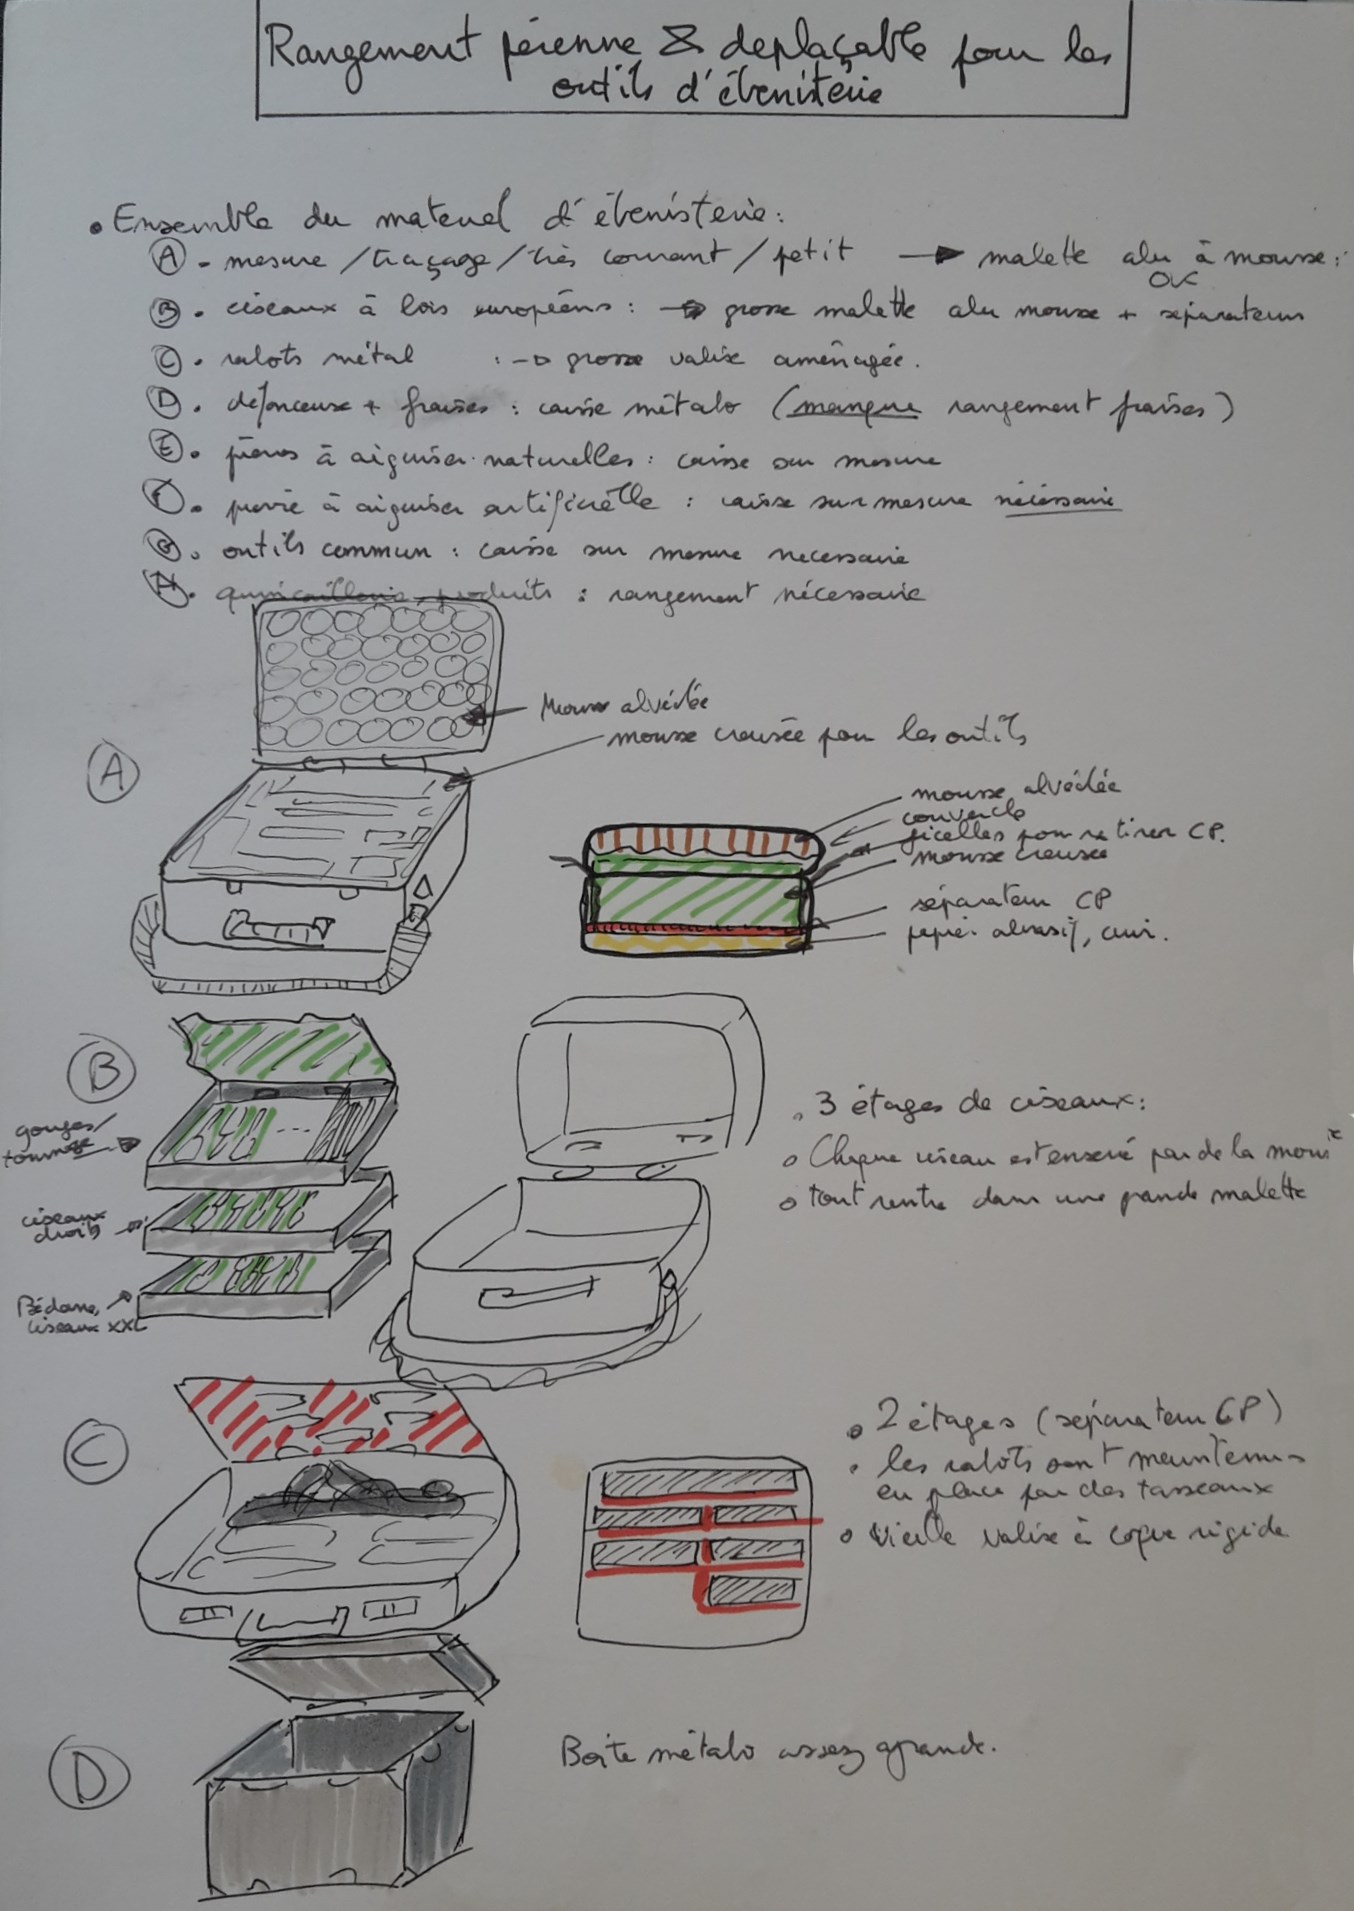 Rangement pérenne & deplaçable pour les
outils d'ébenisterie
• Ensemble du materiel d'ébenisterie:
A - mesure / traçage / très courant / petit → malette alu à mousse: OK
B • ciseaux à bois européens : → grosse malette alu mousse + séparateurs
C • rabots métal : → grosse valise aménagée.
D • défonceuse + fraises : caisse métalo (manque rangement fraises)
E • pierres à aiguiser naturelles : caisse sur mesure
F • pierre à aiguiser artificielle : caisse sur mesure nécéssaire
G • outils commun : caisse sur mesure necessaire
H • quincaillerie, produits : rangement nécessaire
A
Mousse alvéolée
mousse creusée pour les outils
mousse alvéolée
couvercle
ficelles pour retirer CP.
mousse creusée
séparateur CP
papier abrasif, cuir.
B
gouges/
ciseaux
droits
Bédane,
ciseaux XXL
• 3 étages de ciseaux:
• Chaque ciseau est enserré par de la mousse
• tout rentre dans une grande malette
C
• 2 étages (séparateur CP)
• les rabots sont maintenus
en place par des tasseaux
• Vieille valise à coque rigide
D
Boite métalo assez grande.